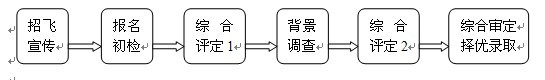 招飞
宣传
报名
初检
综 合
评定 1
背景
调查
综 合
评定 2
综合审定
择优录取